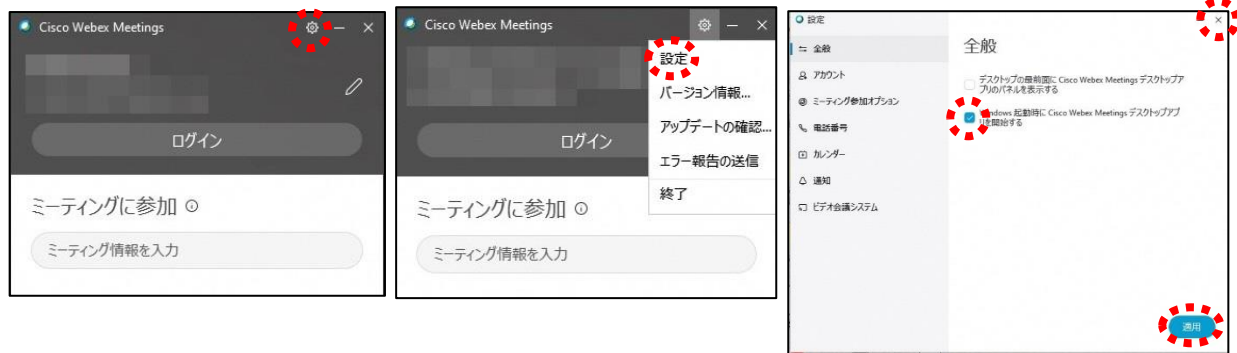 Cisco Webex Meetings
ログイン
ミーティングに参加
ミーティング情報を入力
Cisco Webex Meetings
設定
バージョン情報...
アップデートの確認...
エラー報告の送信
終了
ログイン
ミーティングに参加
ミーティング情報を入力
設定
全般
アカウント
ミーティング参加オプション
電話番号
カレンダー
通知
ビデオ会議システム
全般
デスクトップの最前面に Cisco Webex Meetings デスクトップア
プリのパネルを表示する
Windows 起動時に Cisco Webex Meetings デスクトップアプ
リを開始する
適用